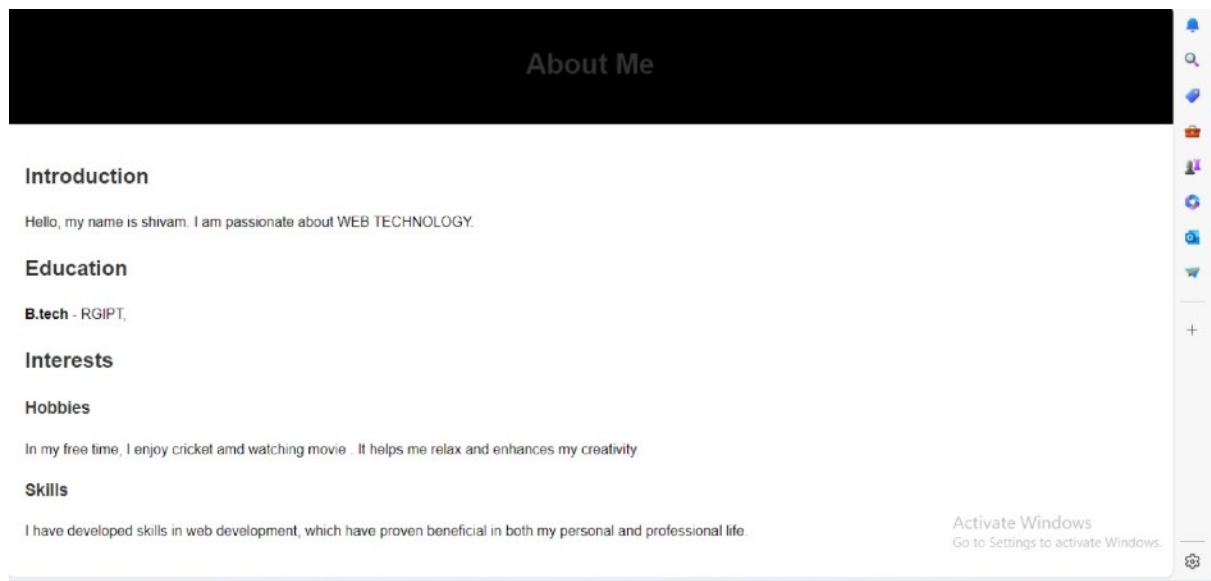 About Me
Introduction
Hello, my name is shivam. I am passionate about WEB TECHNOLOGY.
Education
B.tech - RGIPT,
Interests
Hobbies
In my free time, I enjoy cricket amd watching movie . It helps me relax and enhances my creativity
Skills
I have developed skills in web development, which have proven beneficial in both my personal and professional life.
Activate Windows
Go to Settings to activate Windows.